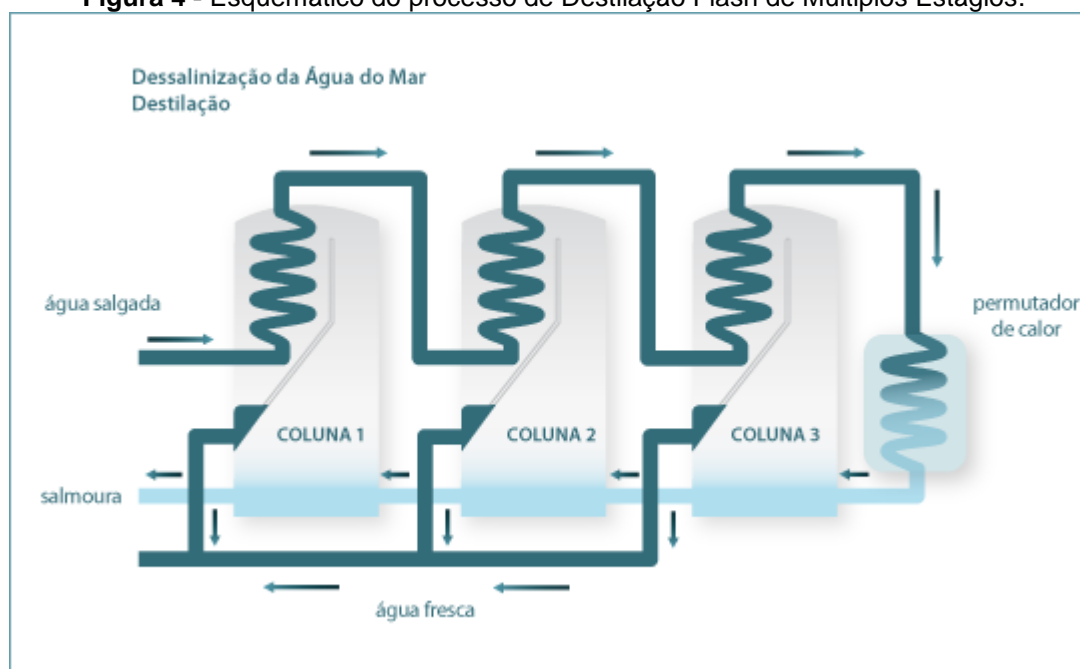 Figura 4 - Esquemático do processo de Destilação Flash de Múltiplos Estágios.
Dessalinização da Água do Mar
Destilação
água salgada
permutador
de calor
COLUNA 1
COLUNA 2
COLUNA 3
salmoura
água fresca